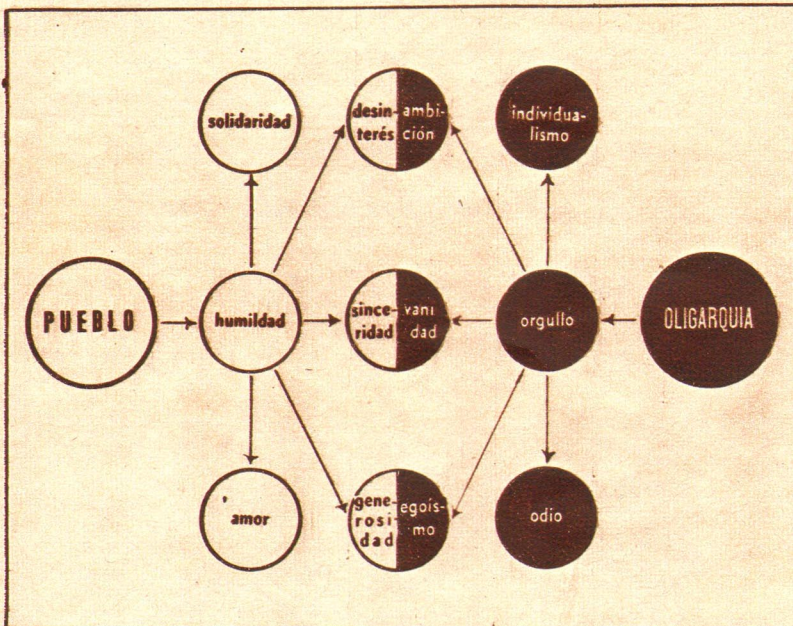 solidaridad
desin-
terés
ambi-
ción
individua-
lismo
PUEBLO
humildad
since-
ridad
vani
dad
orgullo
OLIGARQUIA
amor
gene-
rosi-
dad
egoís-
mo
odio